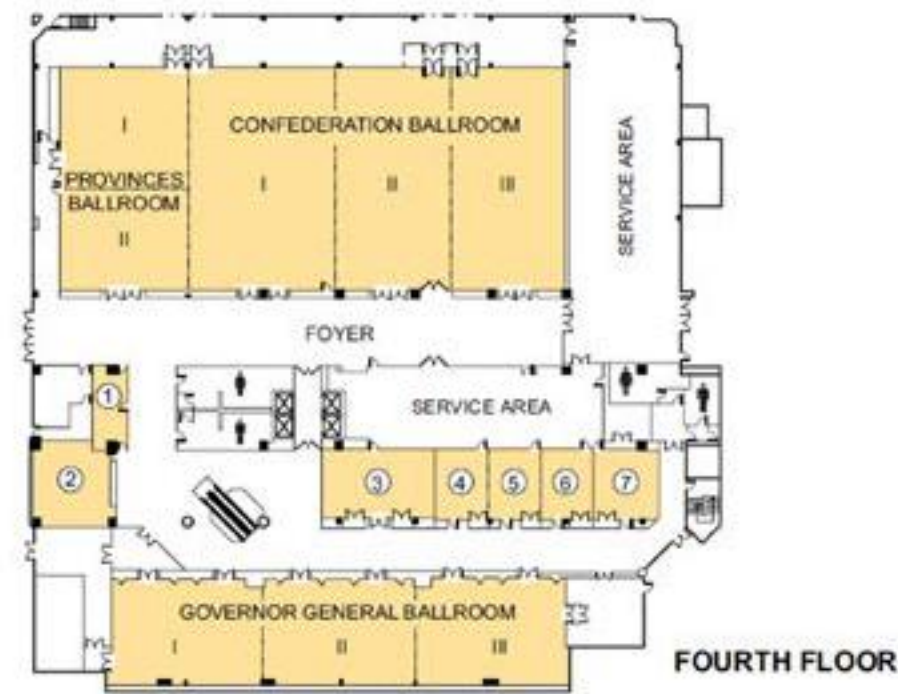 I
CONFEDERATION BALLROOM
PROVINCES
BALLROOM
I
II
III
II
SERVICE AREA
FOYER
1
SERVICE AREA
2
3
4
5
6
7
GOVERNOR GENERAL BALLROOM
I
II
III
FOURTH FLOOR